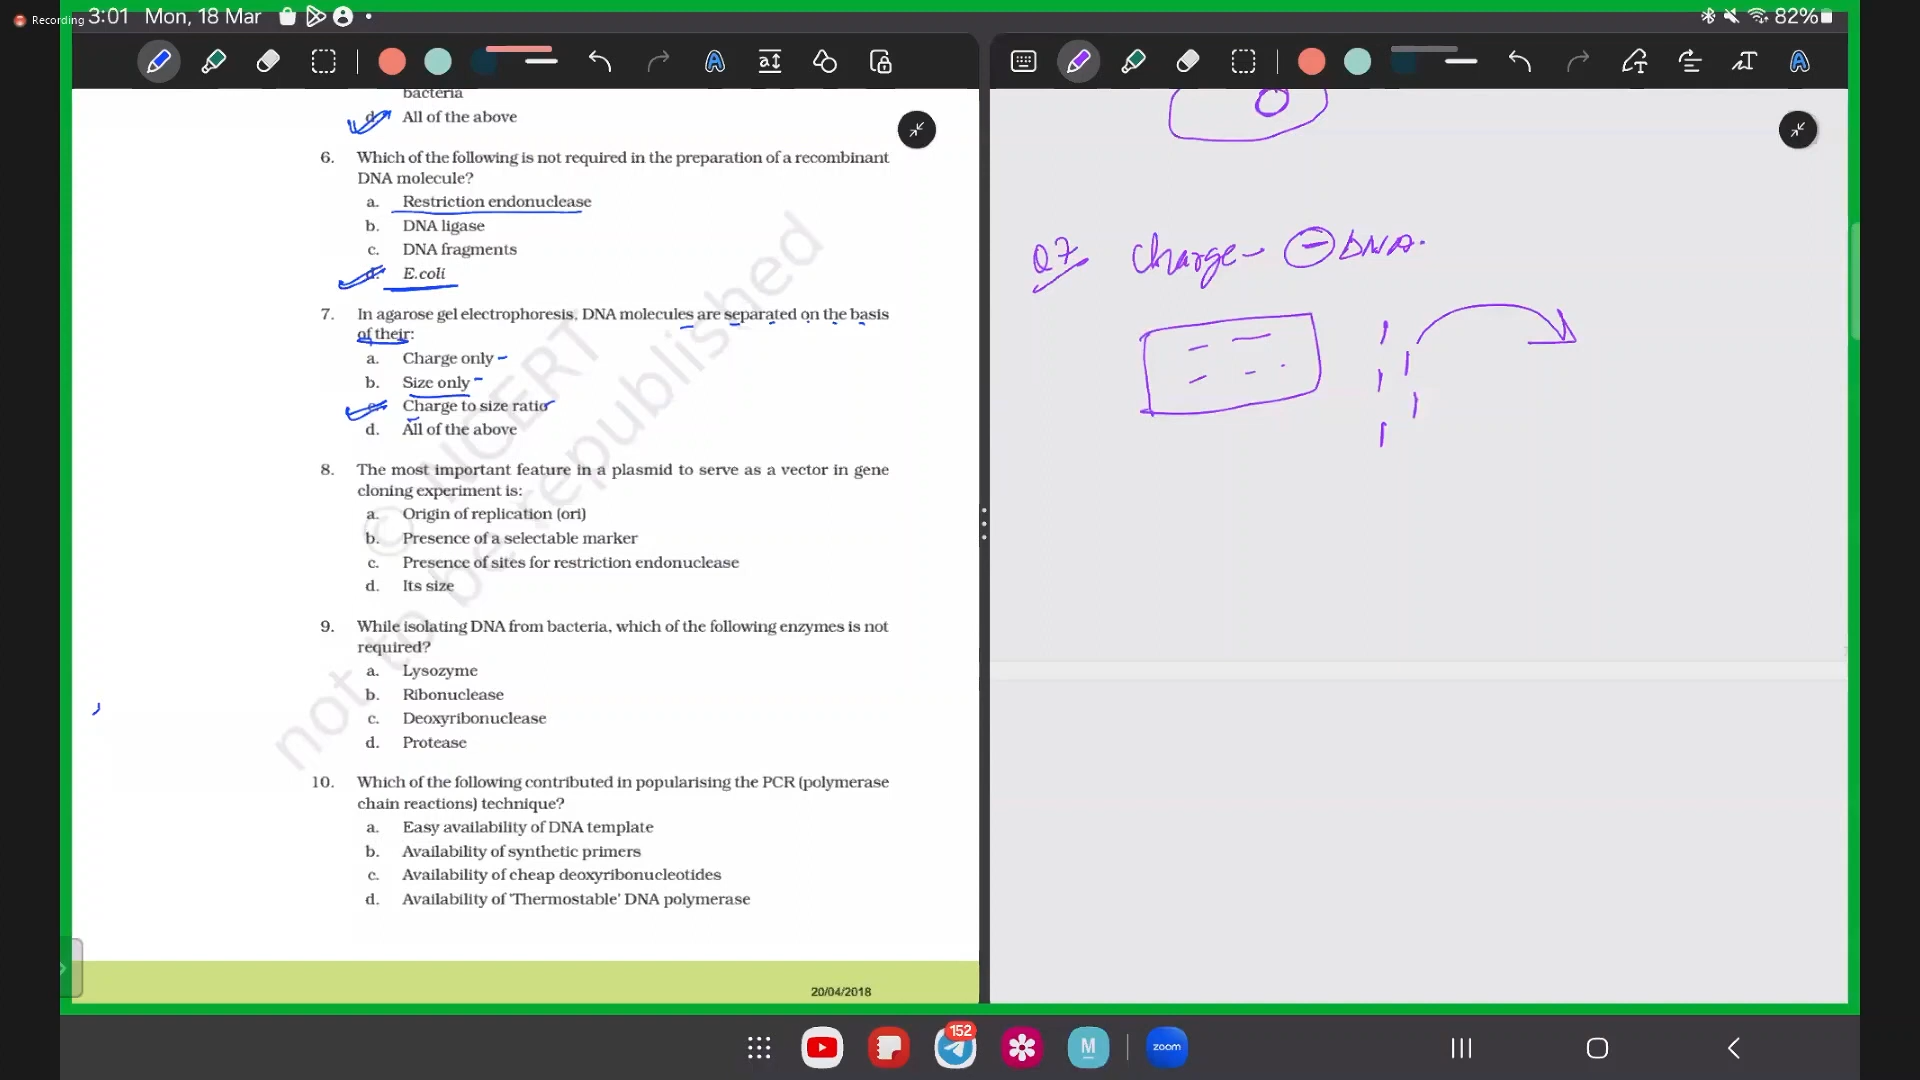 Recording
3:01 Mon, 18 Mar
82%
bacteria
d. All of the above
6. Which of the following is not required in the preparation of a recombinant
DNA molecule?
a. Restriction endonuclease
b. DNA ligase
c. DNA fragments
d. E.coli
7. In agarose gel electrophoresis, DNA molecules are separated on the basis
of their:
a. Charge only
b. Size only
c. Charge to size ratio
d. All of the above
8. The most important feature in a plasmid to serve as a vector in gene
cloning experiment is:
a. Origin of replication (ori)
b. Presence of a selectable marker
c. Presence of sites for restriction endonuclease
d. Its size
9. While isolating DNA from bacteria, which of the following enzymes is not
required?
a. Lysozyme
b. Ribonuclease
c. Deoxyribonuclease
d. Protease
10. Which of the following contributed in popularising the PCR (polymerase
chain reactions) technique?
a. Easy availability of DNA template
b. Availability of synthetic primers
c. Availability of cheap deoxyribonucleotides
d. Availability of 'Thermostable' DNA polymerase
© NCERT
not to be republished
20/04/2018
Q7 Charge - ⊖ DNA.
152
M
zoom